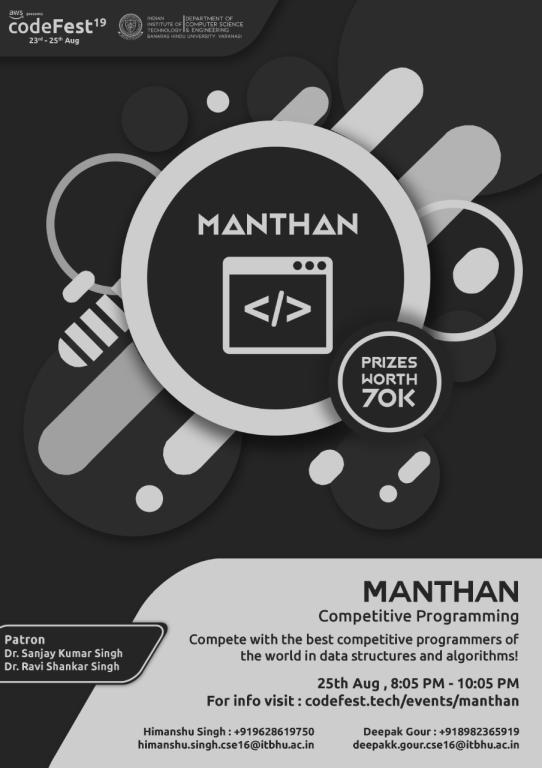 aws presents
codeFest'19
23rd - 25th Aug
INDIAN
INSTITUTE OF
TECHNOLOGY
DEPARTMENT OF
COMPUTER SCIENCE
& ENGINEERING
BANARAS HINDU UNIVERSITY, VARANASI
MANTHAN
</>
PRIZES
WORTH
70K
MANTHAN
Competitive Programming
Compete with the best competitive programmers of
the world in data structures and algorithms!
25th Aug , 8:05 PM - 10:05 PM
For info visit : codefest.tech/events/manthan
Patron
Dr. Sanjay Kumar Singh
Dr. Ravi Shankar Singh
Himanshu Singh : +919628619750
himanshu.singh.cse16@itbhu.ac.in
Deepak Gour : +918982365919
deepakk.gour.cse16@itbhu.ac.in